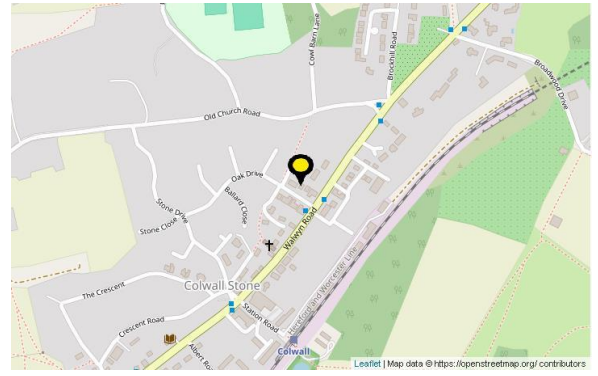 Cowl Barn Lane
Brockhill Road
Broadwood Drive
Old Church Road
Oak Drive
Ballard Close
Stone Drive
Stone Close
Walwyn Road
Hereford and Worcester Line
The Crescent
Colwall Stone
Crescent Road
Station Road
Albert Ro
Colwall
Leaflet | Map data © https://openstreetmap.org/ contributors